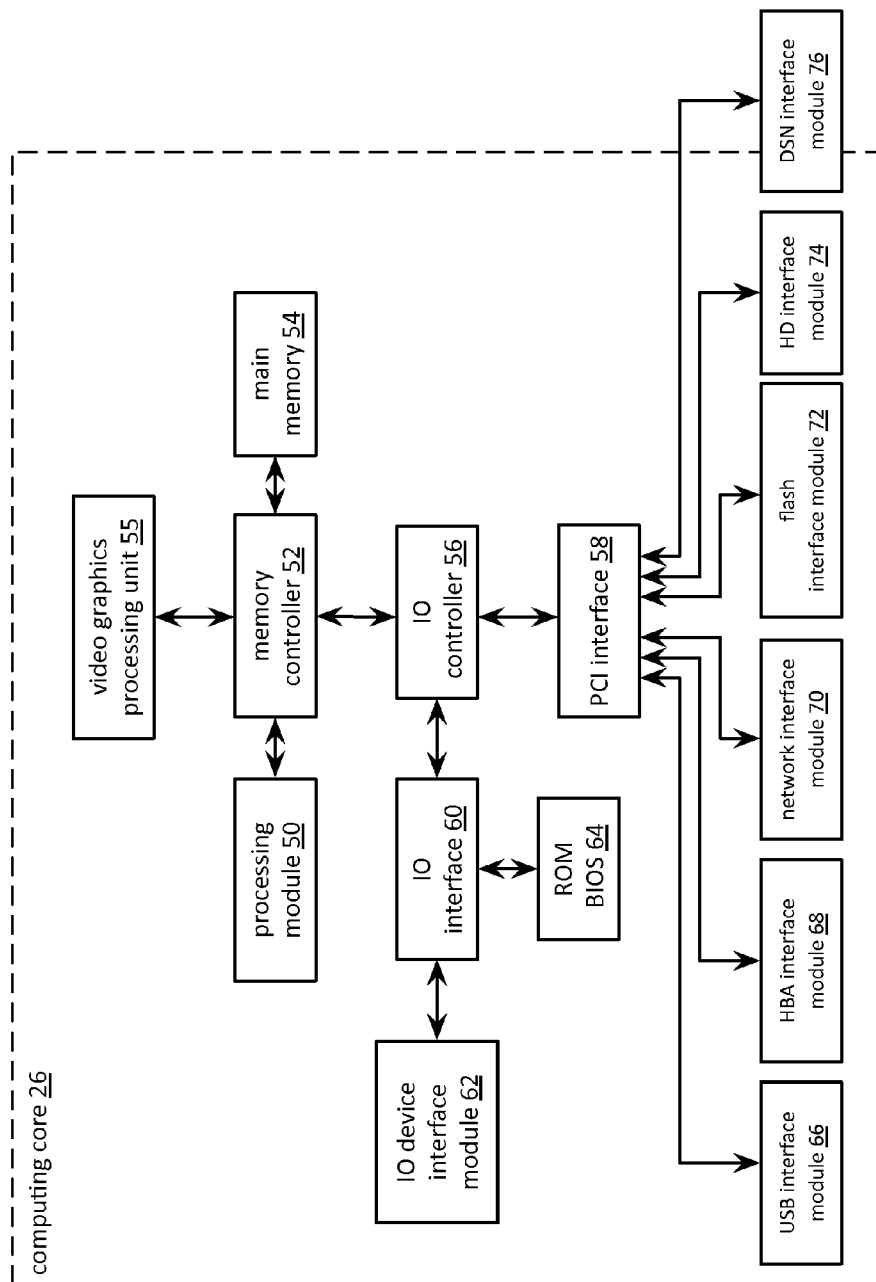 computing core 26
video graphics
processing unit 55
processing
module 50
memory
controller 52
main
memory 54
IO device
interface
module 62
IO
interface 60
IO
controller 56
ROM
BIOS 64
PCI interface 58
USB interface
module 66
HBA interface
module 68
network interface
module 70
flash
interface module 72
HD interface
module 74
DSN interface
module 76